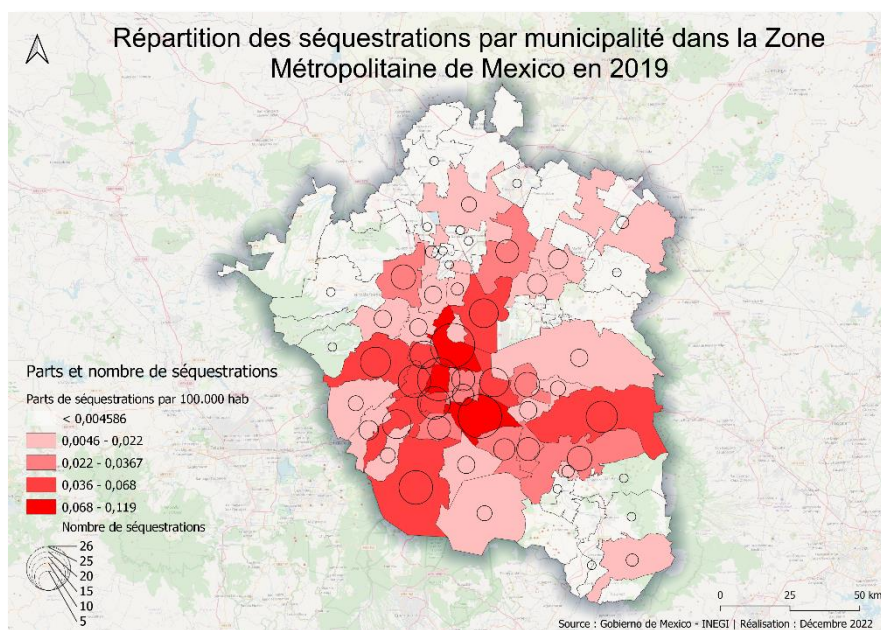 Répartition des séquestrations par municipalité dans la Zone
Métropolitaine de Mexico en 2019
Parts et nombre de séquestrations
Parts de séquestrations par 100.000 hab
< 0,004586
0,0046 - 0,022
0,022 - 0,0367
0,036 - 0,068
0,068 - 0,119
Nombre de séquestrations
26
25
20
15
10
5
0 25 50 km
Source : Gobierno de Mexico - INEGI | Réalisation : Décembre 2022